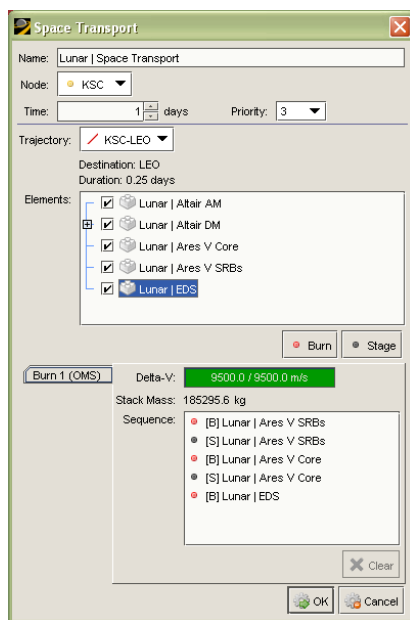 Space Transport
Name: Lunar | Space Transport
Node: KSC
Time: 1 days Priority: 3
Trajectory: KSC-LEO
Destination: LEO
Duration: 0.25 days
Elements: Lunar | Altair AM
Lunar | Altair DM
Lunar | Ares V Core
Lunar | Ares V SRBs
Lunar | EDS
Burn Stage
Burn 1 (OMS) Delta-V: 9500.0 / 9500.0 m/s
Stack Mass: 185295.6 kg
Sequence: [B] Lunar | Ares V SRBs
[S] Lunar | Ares V SRBs
[B] Lunar | Ares V Core
[S] Lunar | Ares V Core
[B] Lunar | EDS
Clear
OK Cancel